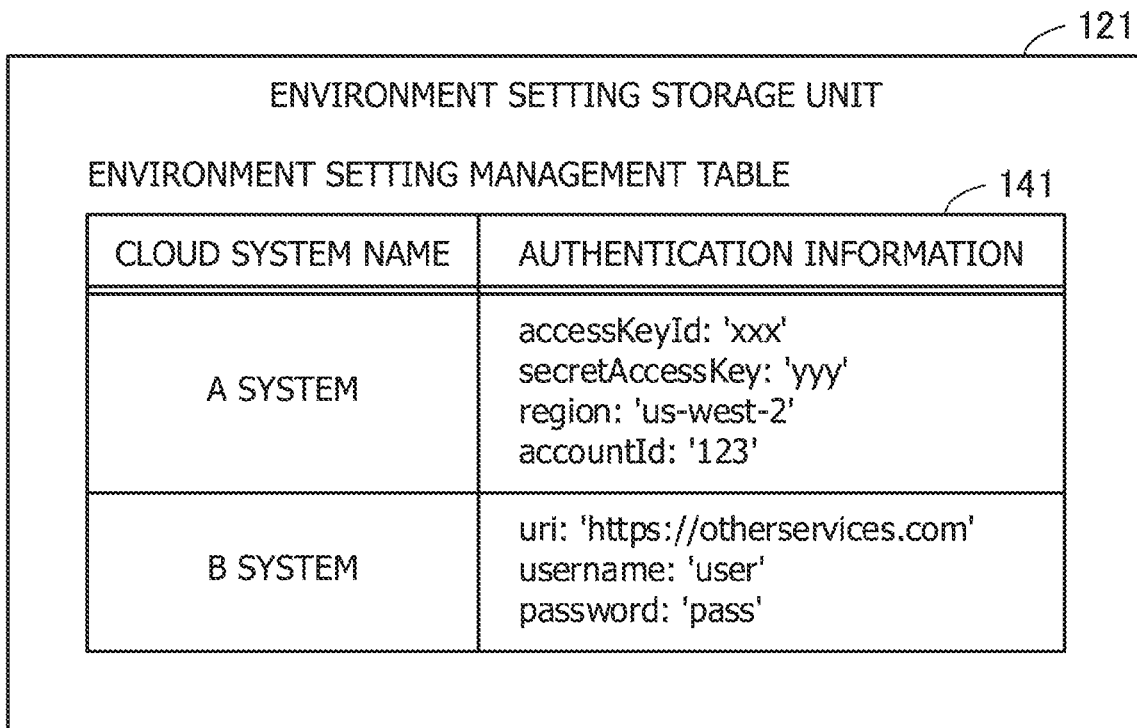 121
ENVIRONMENT SETTING STORAGE UNIT
ENVIRONMENT SETTING MANAGEMENT TABLE
141
CLOUD SYSTEM NAME AUTHENTICATION INFORMATION
A SYSTEM
accessKeyId: 'xxx'
secretAccessKey: 'yyy'
region: 'us-west-2'
accountId: '123'
B SYSTEM
uri: 'https://otherservices.com'
username: 'user'
password: 'pass'